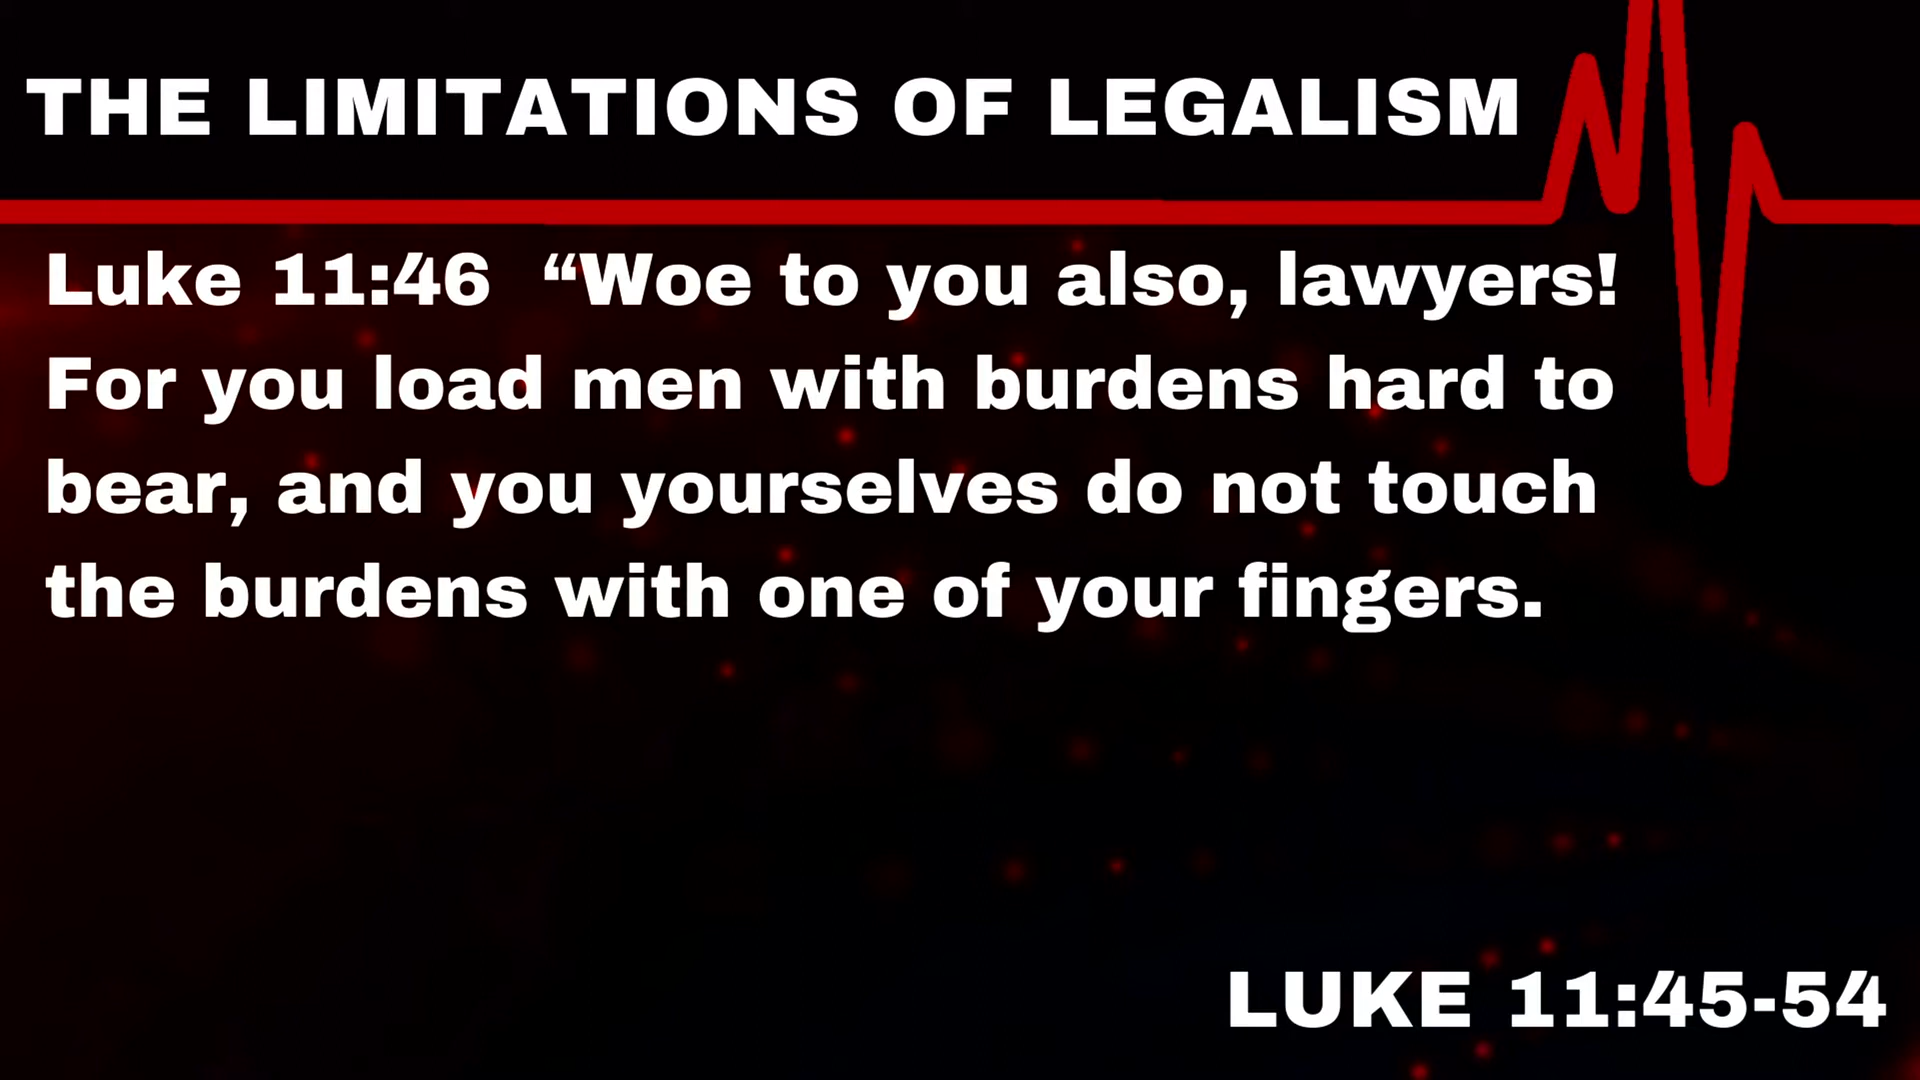 THE LIMITATIONS OF LEGALISM
Luke 11:46  “Woe to you also, lawyers!
For you load men with burdens hard to
bear, and you yourselves do not touch
the burdens with one of your fingers.
LUKE 11:45-54